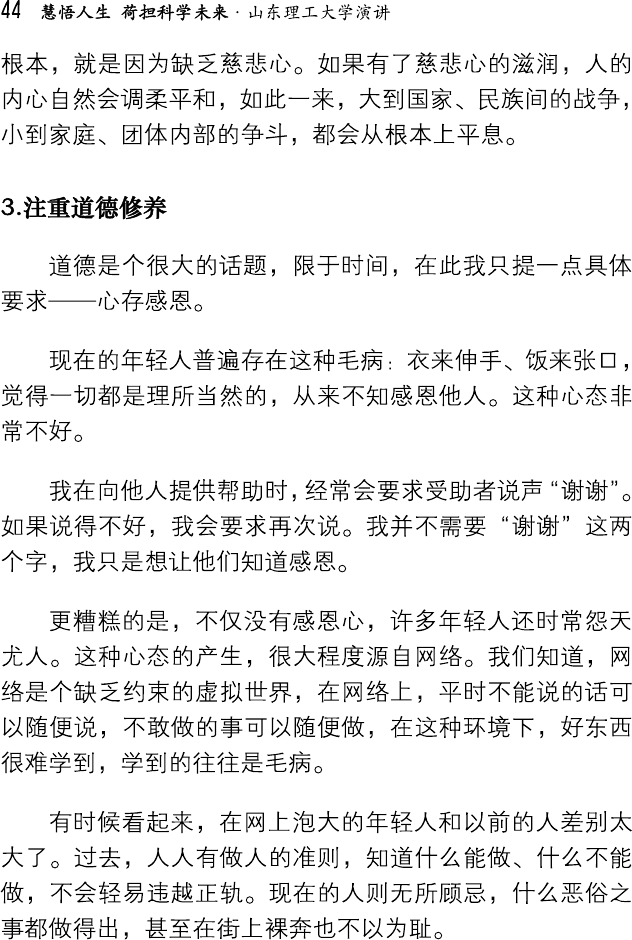 44 慧悟人生 荷担科学未来·山东理工大学演讲
根本，就是因为缺乏慈悲心。如果有了慈悲心的滋润，人的
内心自然会调柔平和，如此一来，大到国家、民族间的战争，
小到家庭、团体内部的争斗，都会从根本上平息。
3.注重道德修养
道德是个很大的话题，限于时间，在此我只提一点具体
要求——心存感恩。
现在的年轻人普遍存在这种毛病：衣来伸手、饭来张口，
觉得一切都是理所当然的，从来不知感恩他人。这种心态非
常不好。
我在向他人提供帮助时，经常会要求受助者说声“谢谢”。
如果说得不好，我会要求再次说。我并不需要“谢谢”这两
个字，我只是想让他们知道感恩。
更糟糕的是，不仅没有感恩心，许多年轻人还时常怨天
尤人。这种心态的产生，很大程度源自网络。我们知道，网
络是个缺乏约束的虚拟世界，在网络上，平时不能说的话可
以随便说，不敢做的事可以随便做，在这种环境下，好东西
很难学到，学到的往往是毛病。
有时候看起来，在网上泡大的年轻人和以前的人差别太
大了。过去，人人有做人的准则，知道什么能做、什么不能
做，不会轻易违越正轨。现在的人则无所顾忌，什么恶俗之
事都做得出，甚至在街上裸奔也不以为耻。